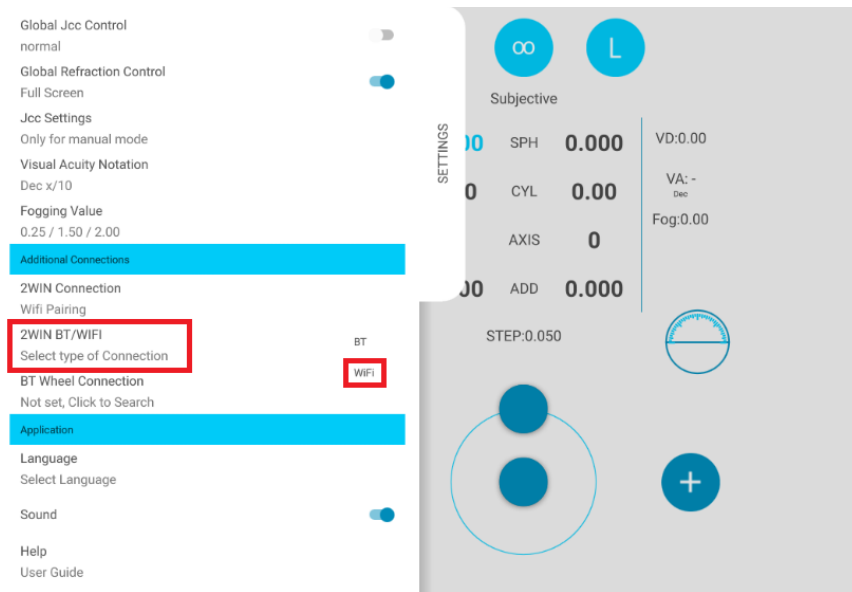 Global Jcc Control
normal
Global Refraction Control
Full Screen
Jcc Settings
Only for manual mode
Visual Acuity Notation
Dec x/10
Fogging Value
0.25 / 1.50 / 2.00
Additional Connections
2WIN Connection
Wifi Pairing
2WIN BT/WIFI
Select type of Connection
BT
WiFi
BT Wheel Connection
Not set, Click to Search
Application
Language
Select Language
Sound
Help
User Guide
SETTINGS
∞ L
Subjective
00 SPH 0.000
0 CYL 0.00
AXIS 0
00 ADD 0.000
VD:0.00
VA: -
Dec
Fog:0.00
STEP:0.050
+